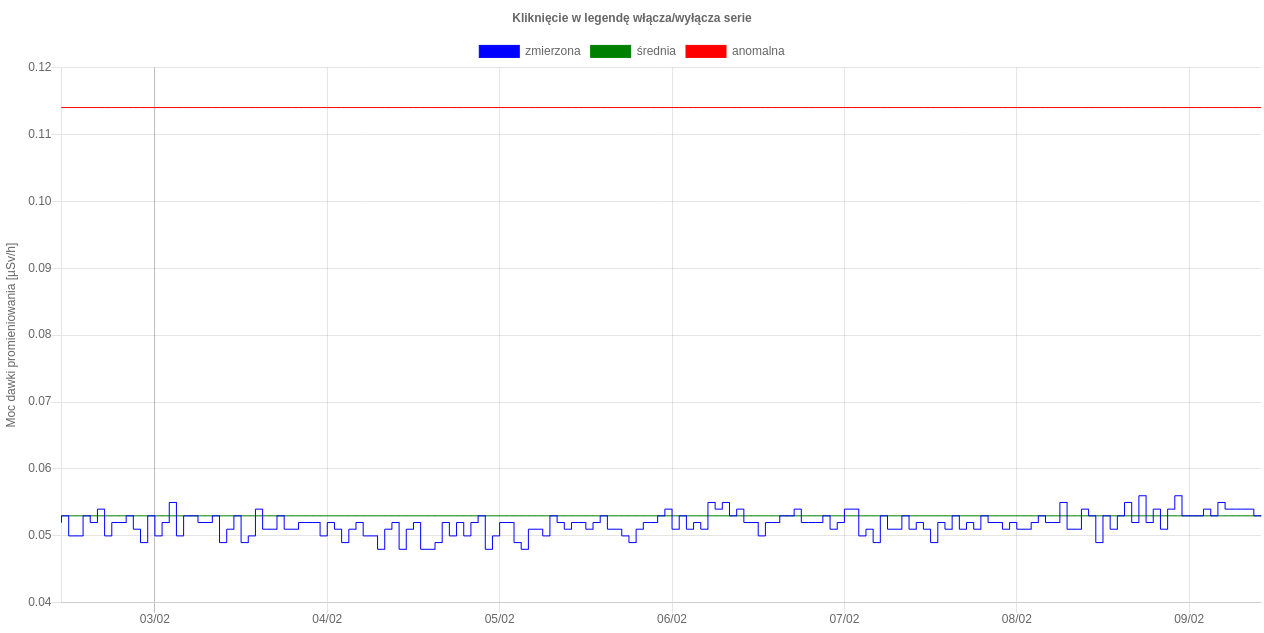 Kliknięcie w legendę włącza/wyłącza serie
zmierzona średnia anomalna
Moc dawki promieniowania [µSv/h]
0.12
0.11
0.10
0.09
0.08
0.07
0.06
0.05
0.04
03/02 04/02 05/02 06/02 07/02 08/02 09/02